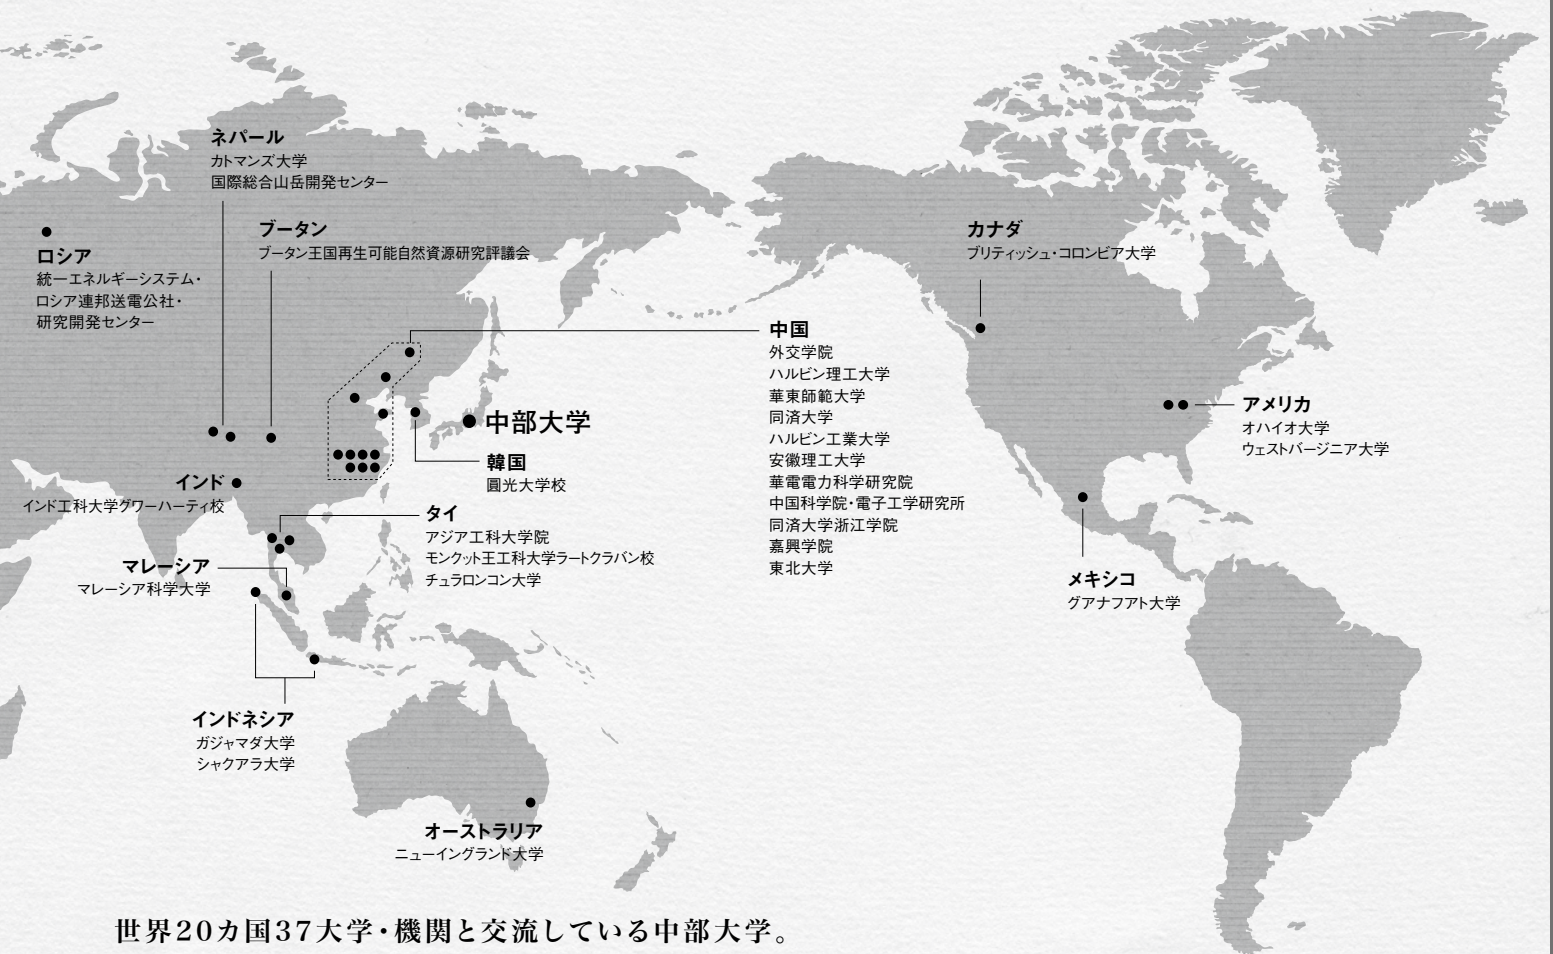 ネパール
カトマンズ大学
国際総合山岳開発センター
ブータン
ブータン王国再生可能自然資源研究評議会
ロシア
統一エネルギーシステム・
ロシア連邦送電公社・
研究開発センター
カナダ
ブリティッシュ・コロンビア大学
中国
外交学院
ハルビン理工大学
華東師範大学
同済大学
ハルビン工業大学
安徽理工大学
華電電力科学研究院
中国科学院・電子工学研究所
同済大学浙江学院
嘉興学院
東北大学
アメリカ
オハイオ大学
ウェストバージニア大学
中部大学
韓国
圓光大学校
インド
インド工科大学グワーハーティ校
タイ
アジア工科大学院
モンクット王工科大学ラートクラバン校
チュラロンコン大学
マレーシア
マレーシア科学大学
メキシコ
グアナフアト大学
インドネシア
ガジャマダ大学
シャクアラ大学
オーストラリア
ニューイングランド大学
世界20カ国37大学・機関と交流している中部大学。